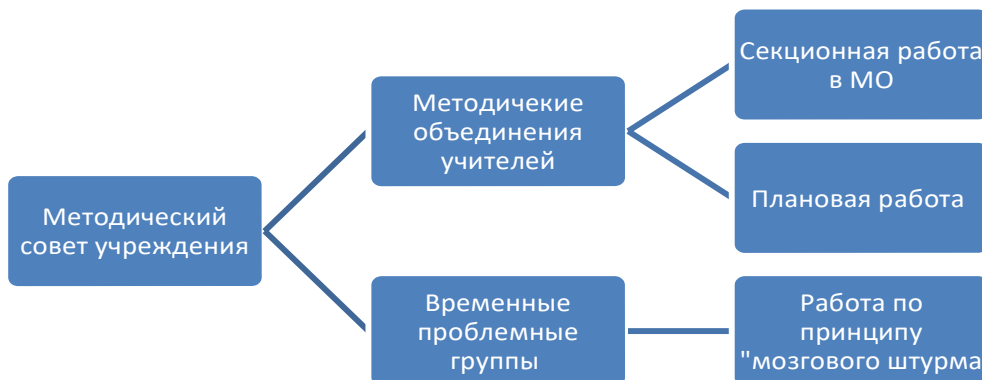 Методический
совет учреждения
Методичекие
объединения
учителей
Временные
проблемные
группы
Секционная работа
в МО
Плановая работа
Работа по
принципу
"мозгового штурма